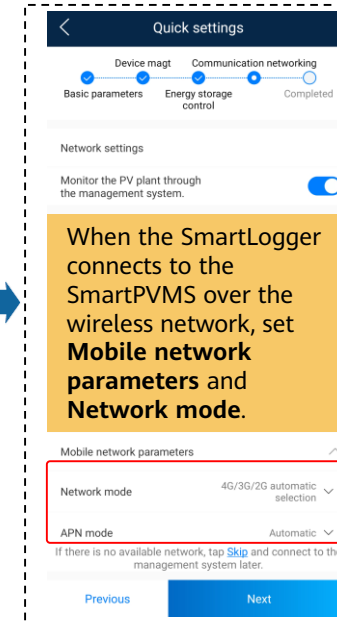 Quick settings
Device magt Communication networking
Basic parameters Energy storage control Completed
Network settings
Monitor the PV plant through
the management system.
When the SmartLogger
connects to the
SmartPVMS over the
wireless network, set
Mobile network
parameters and
Network mode.
Mobile network parameters
Network mode 4G/3G/2G automatic selection
APN mode Automatic
If there is no available network, tap Skip and connect to the
management system later.
Previous Next